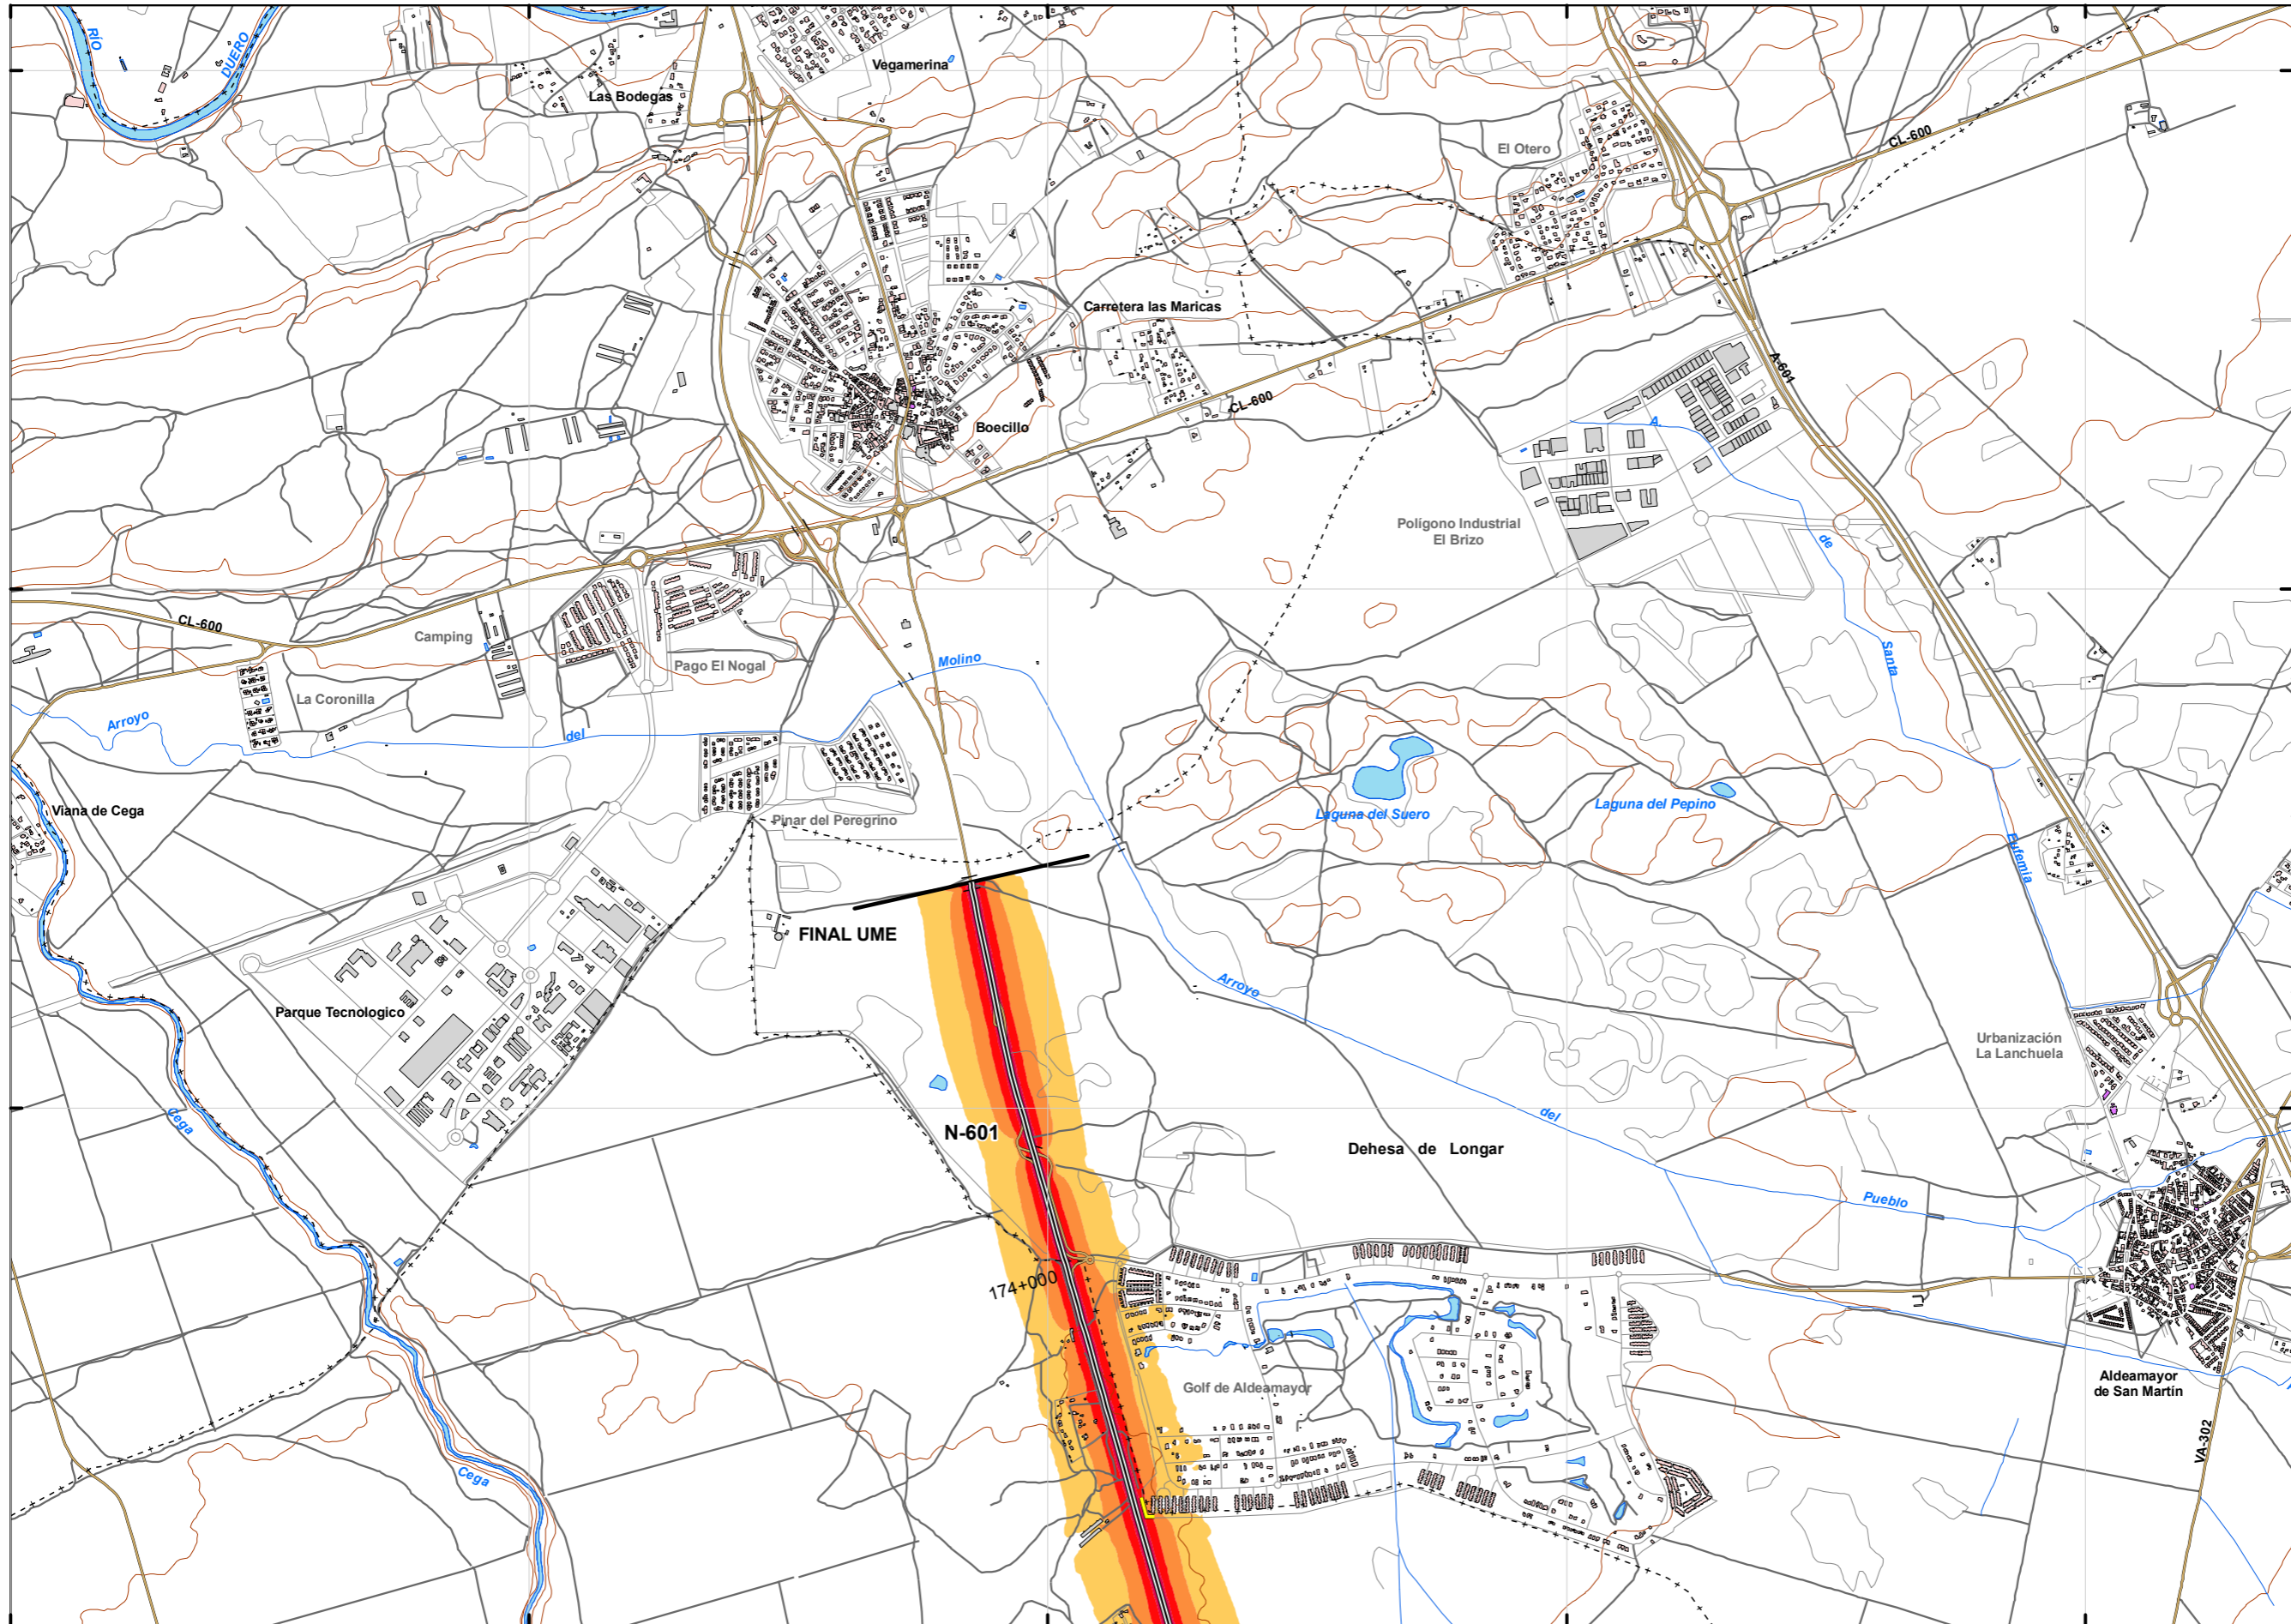 RÍO
DUERO
Vegamerina
Las Bodegas
El Otero
CL-600
Carretera las Maricas
A-601
CL-600
Boecillo
A.
Polígono Industrial
El Brizo
de
CL-600
Camping
Molino
Santa
Pago El Nogal
La Coronilla
Arroyo
del
Viana de Cega
Laguna del Pepino
Laguna del Suero
Pinar del Peregrino
Eufemia
FINAL UME
Arroyo
Parque Tecnologico
Urbanización
La Lanchuela
Cega
del
N-601
Dehesa de Longar
Pueblo
174+000
Golf de Aldeamayor
Aldeamayor
de San Martín
VA-302
Cega